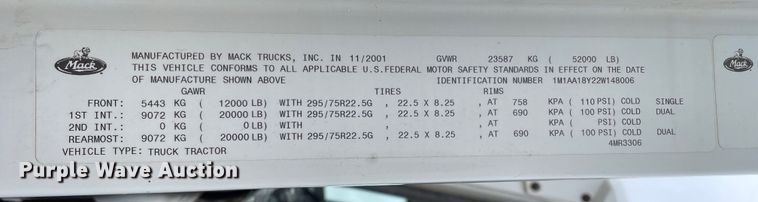 Mack
MANUFACTURED BY MACK TRUCKS, INC. IN 11/2001 GVWR 23587 KG ( 52000 LB)
THIS VEHICLE CONFORMS TO ALL APPLICABLE U.S.FEDERAL MOTOR SAFETY STANDARDS IN EFFECT ON THE DATE
OF MANUFACTURE SHOWN ABOVE IDENTIFICATION NUMBER 1M1AA18Y22W148006
GAWR TIRES RIMS
FRONT: 5443 KG ( 12000 LB) WITH 295/75R22.5G , 22.5 X 8.25 , AT 758 KPA ( 110 PSI) COLD SINGLE
1ST INT.: 9072 KG ( 20000 LB) WITH 295/75R22.5G , 22.5 X 8.25 , AT 690 KPA ( 100 PSI) COLD DUAL
2ND INT.: 0 KG ( 0 LB) WITH , , AT KPA ( PSI) COLD
REARMOST: 9072 KG ( 20000 LB) WITH 295/75R22.5G , 22.5 X 8.25 , AT 690 KPA ( 100 PSI) COLD DUAL
VEHICLE TYPE: TRUCK TRACTOR 4MR3306
Mack
Purple Wave Auction